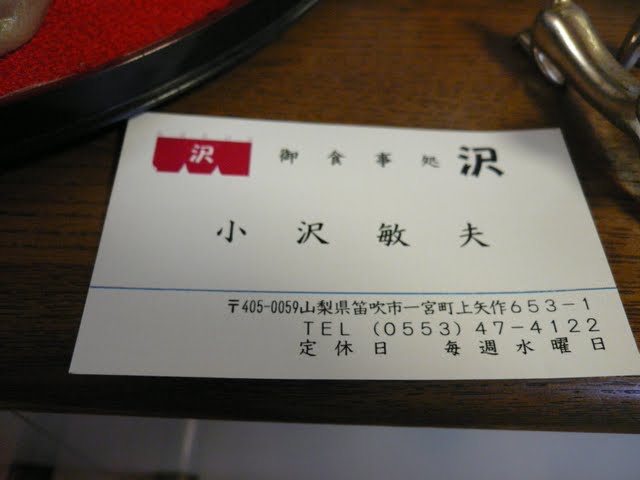 沢
御食事処 沢
小沢敏夫
〒405-0059山梨県笛吹市一宮町上矢作653-1
TEL (0553)47-4122
定休日 毎週水曜日